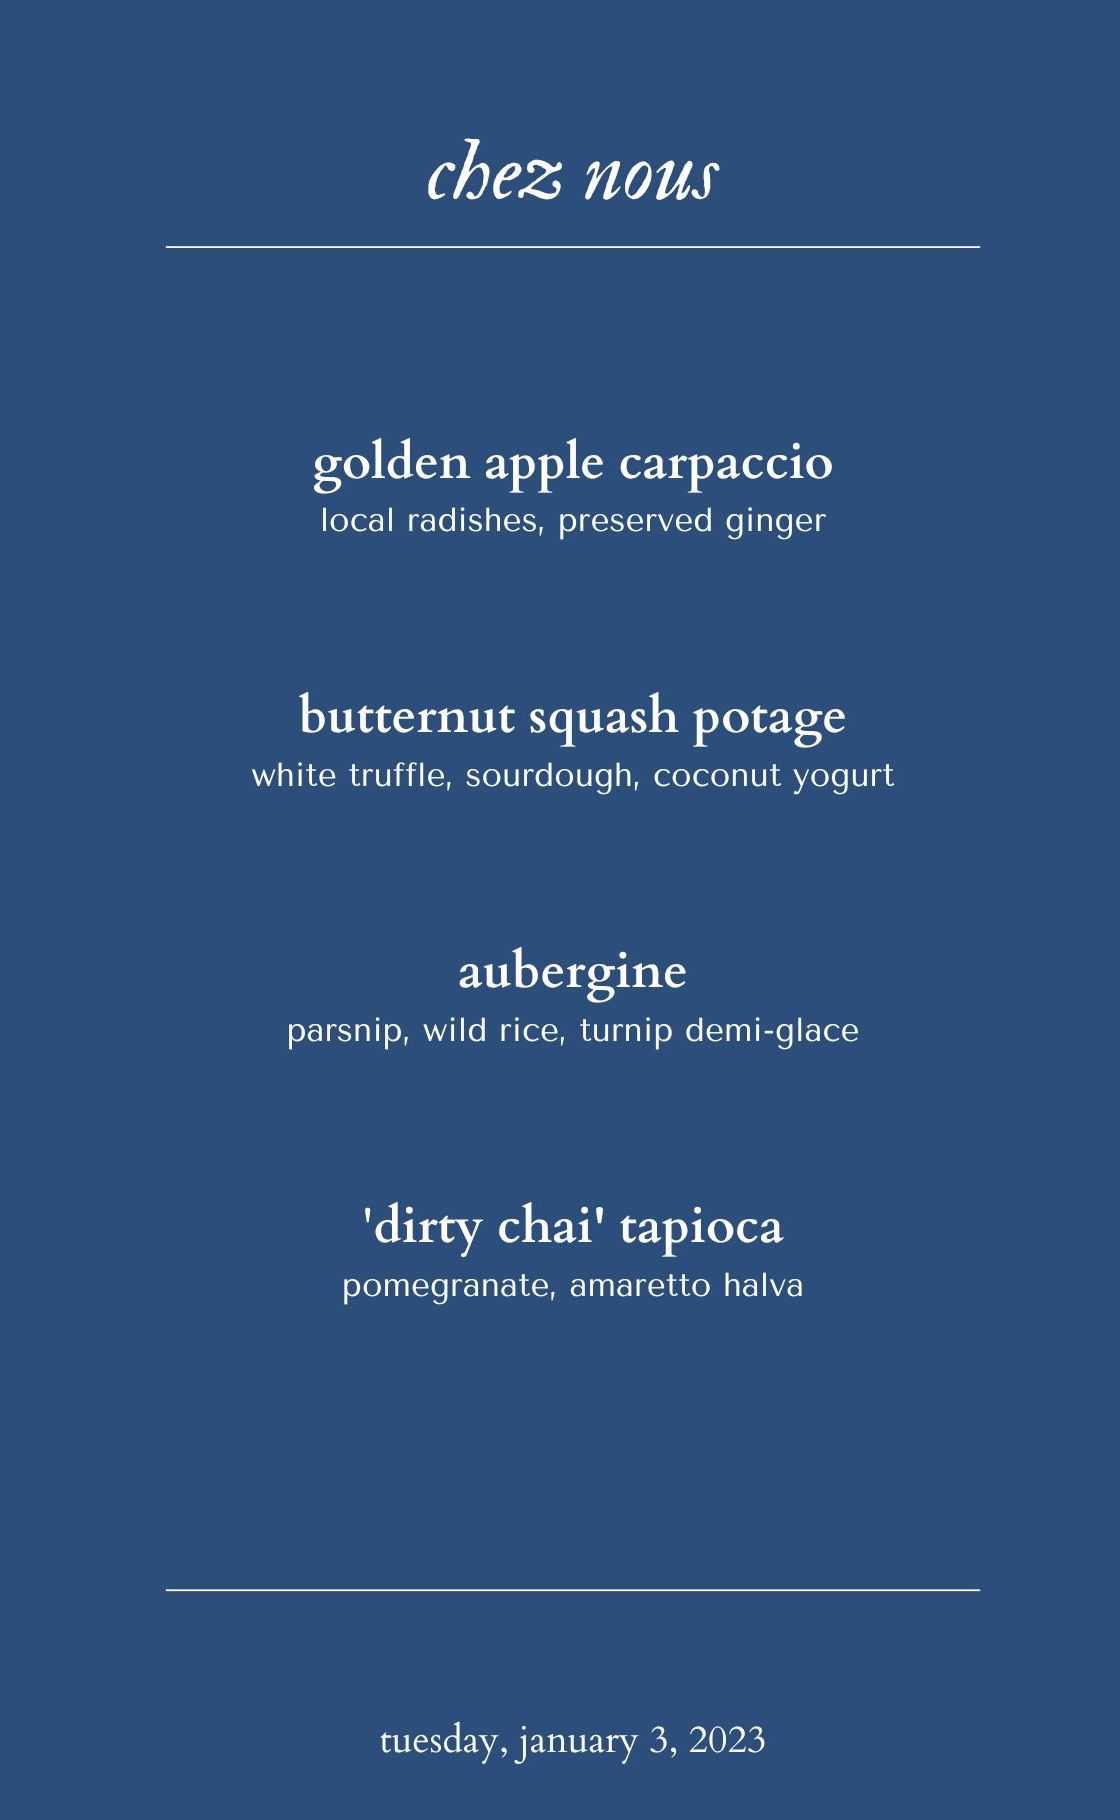 chez nous
golden apple carpaccio
local radishes, preserved ginger
butternut squash potage
white truffle, sourdough, coconut yogurt
aubergine
parsnip, wild rice, turnip demi-glace
'dirty chai' tapioca
pomegranate, amaretto halva
tuesday, january 3, 2023